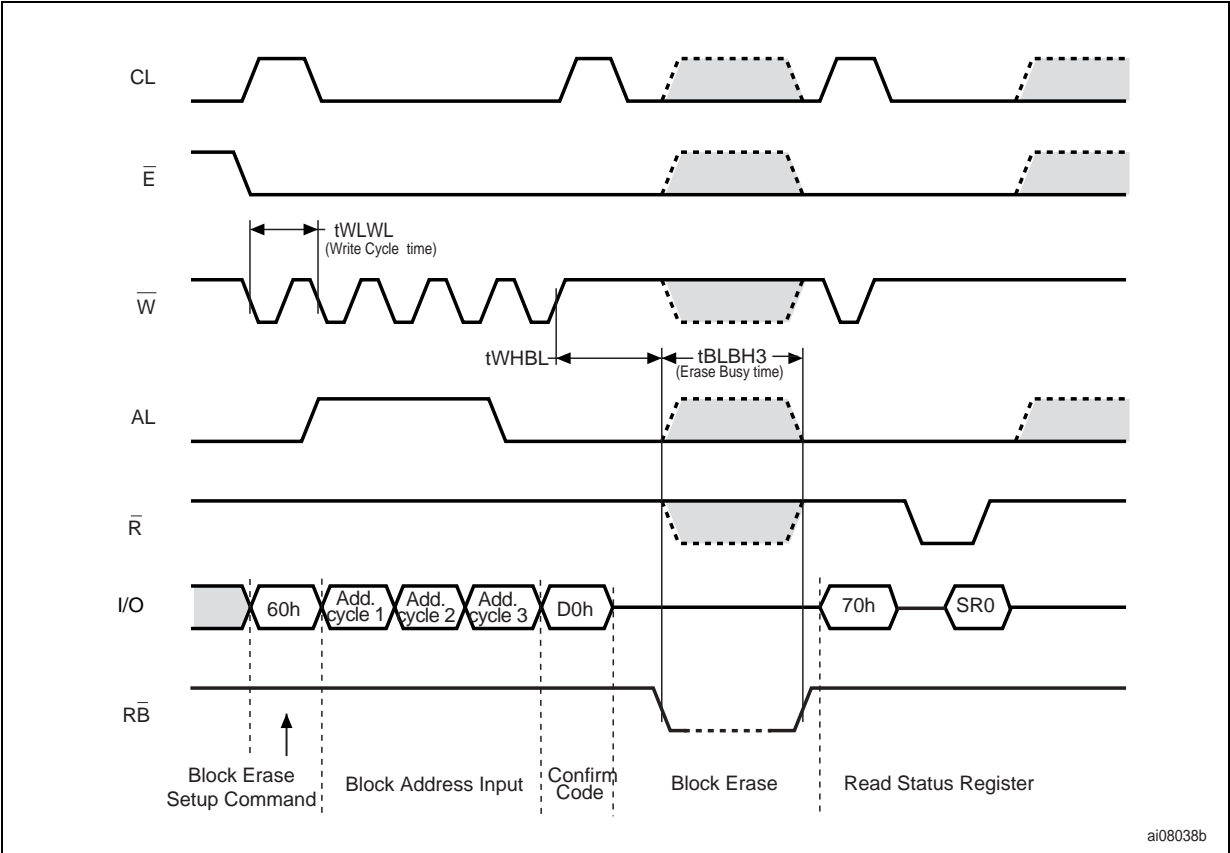 CL
E̅
tWLWL
(Write Cycle time)
W̅
tWHBL
tBLBH3
(Erase Busy time)
AL
R̅
I/O
60h
Add.
cycle 1
Add.
cycle 2
Add.
cycle 3
D0h
70h
SR0
RB̅
Block Erase
Setup Command
Block Address Input
Confirm
Code
Block Erase
Read Status Register
ai08038b